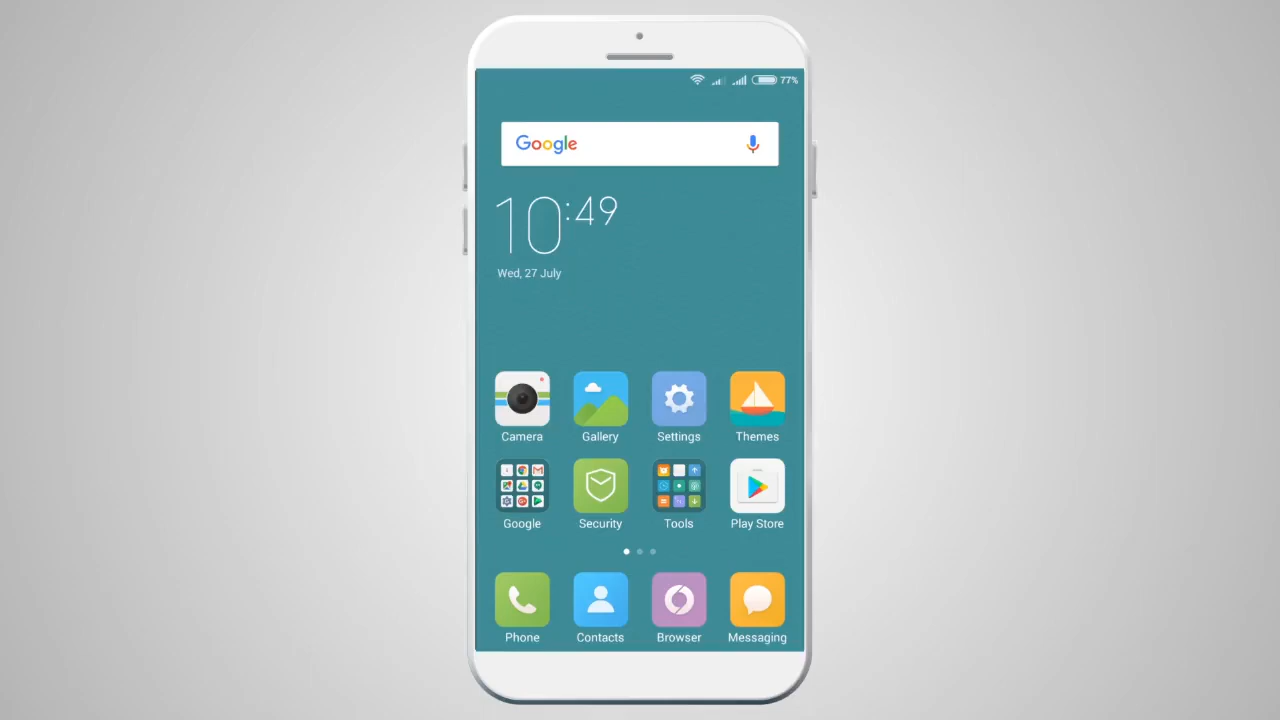 77%
Google
10:49
Wed, 27 July
Camera Gallery Settings Themes
Google Security Tools Play Store
Phone Contacts Browser Messaging